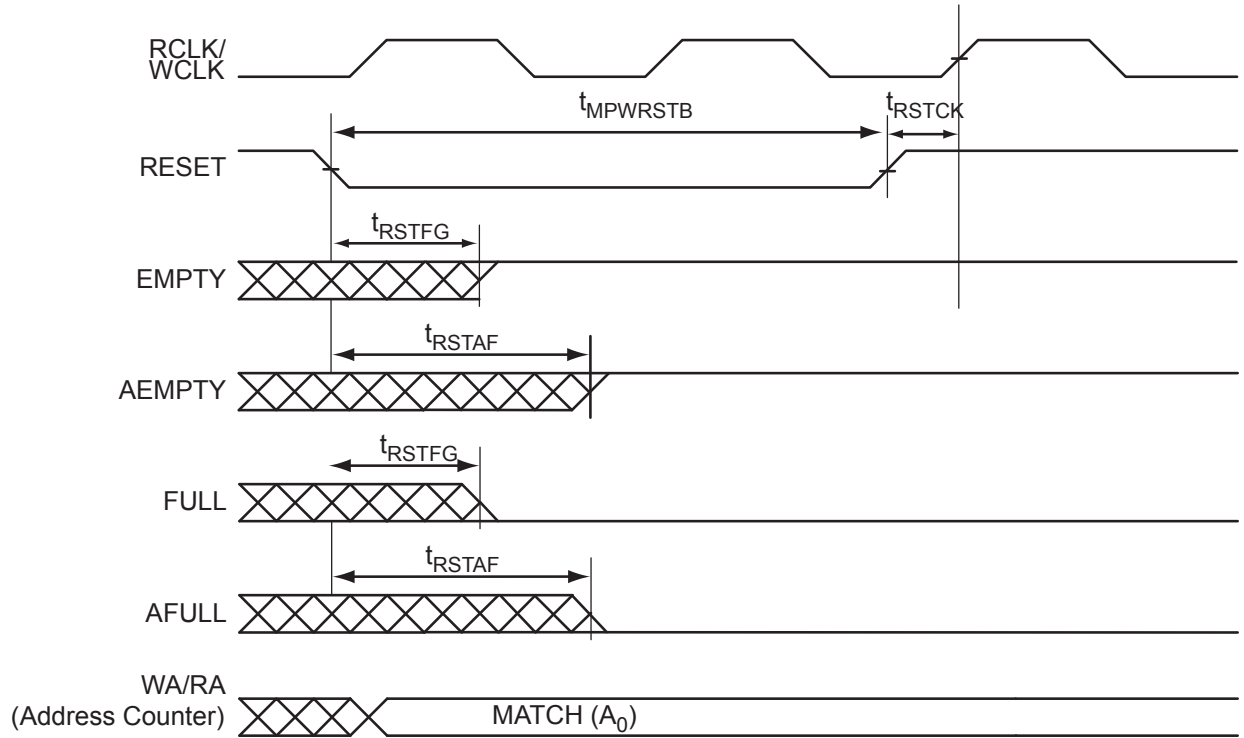 RCLK/
WCLK
tMPWRSTB
tRSTCK
RESET
tRSTFG
EMPTY
tRSTAF
AEMPTY
tRSTFG
FULL
tRSTAF
AFULL
WA/RA
(Address Counter)
MATCH (A0)